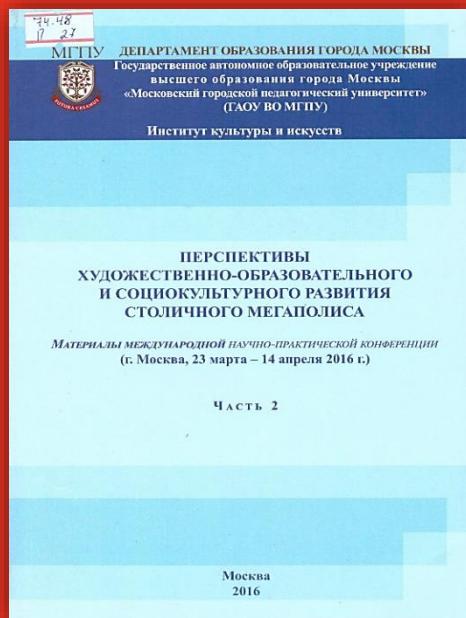 74.48
П 27
МГПУ
ДЕПАРТАМЕНТ ОБРАЗОВАНИЯ ГОРОДА МОСКВЫ
Государственное автономное образовательное учреждение
высшего образования города Москвы
«Московский городской педагогический университет»
(ГАОУ ВО МГПУ)
Институт культуры и искусств
ПЕРСПЕКТИВЫ
ХУДОЖЕСТВЕННО-ОБРАЗОВАТЕЛЬНОГО
И СОЦИОКУЛЬТУРНОГО РАЗВИТИЯ
СТОЛИЧНОГО МЕГАПОЛИСА
МАТЕРИАЛЫ МЕЖДУНАРОДНОЙ НАУЧНО-ПРАКТИЧЕСКОЙ КОНФЕРЕНЦИИ
(г. Москва, 23 марта – 14 апреля 2016 г.)
ЧАСТЬ 2
Москва
2016